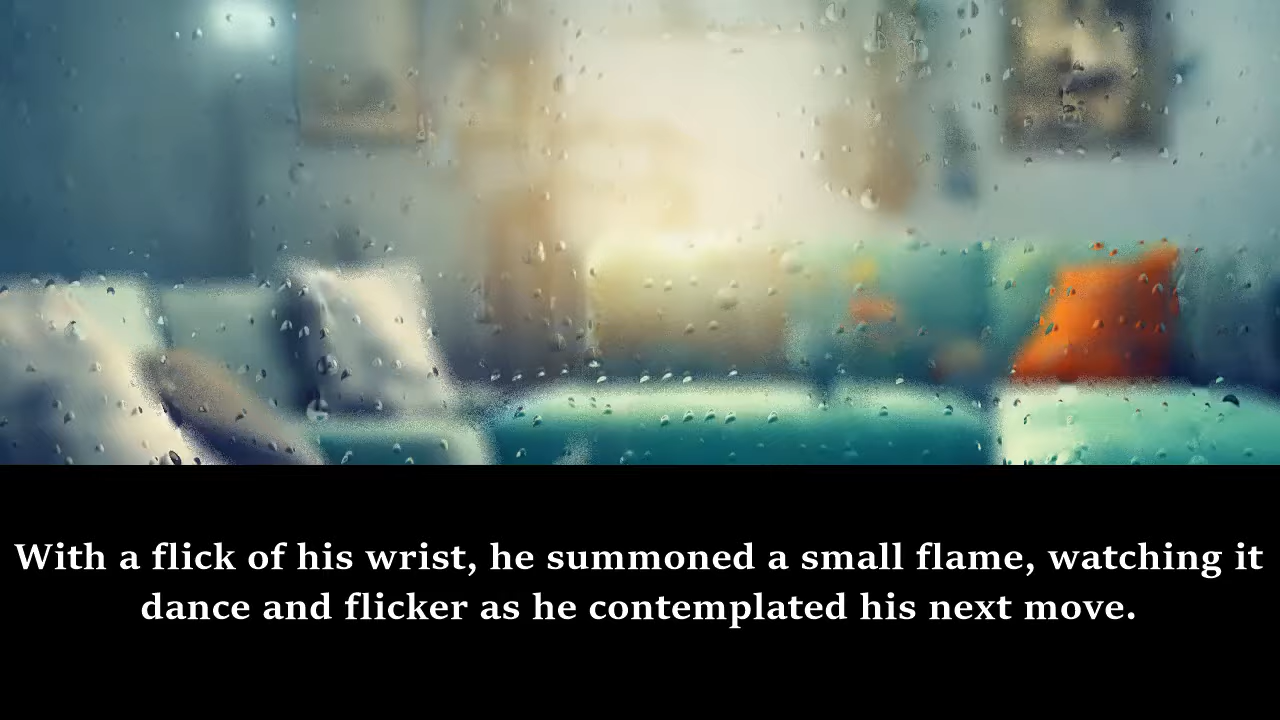 With a flick of his wrist, he summoned a small flame, watching it
dance and flicker as he contemplated his next move.